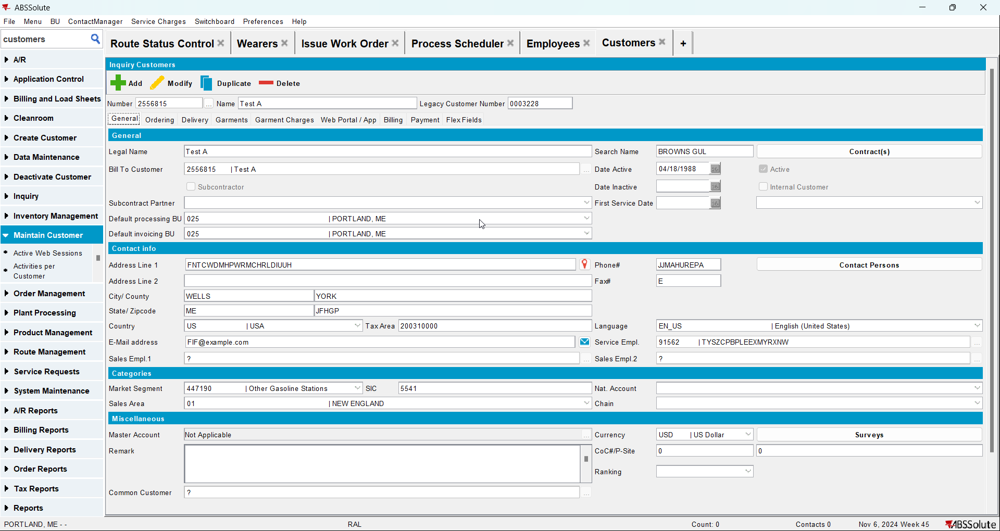 ABSSolute
File Menu BU ContactManager Service Charges Switchboard Preferences Help
customers
Route Status Control Wearers Issue Work Order Process Scheduler Employees Customers +
A/R
Application Control
Billing and Load Sheets
Cleanroom
Create Customer
Data Maintenance
Deactivate Customer
Inquiry
Inventory Management
Maintain Customer
Active Web Sessions
Activities per
Customer
Order Management
Plant Processing
Product Management
Route Management
Service Requests
System Maintenance
A/R Reports
Billing Reports
Delivery Reports
Order Reports
Tax Reports
Reports
Inquiry Customers
Add Modify Duplicate Delete
Number 2556815 ... Name Test A Legacy Customer Number 0003228
General Ordering Delivery Garments Garment Charges Web Portal / App Billing Payment Flex Fields
General
Legal Name Test A Search Name BROWNS GUL Contract(s)
Bill To Customer 2556815 | Test A ... Date Active 04/18/1988 16 Active
Subcontractor Date Inactive 16 Internal Customer
Subcontract Partner First Service Date 16
Default processing BU 025 | PORTLAND, ME
Default invoicing BU 025 | PORTLAND, ME
Contact info
Address Line 1 FNTCWDMHPWRMCHRLDIUUH Phone# JJMAHUREPA Contact Persons
Address Line 2 Fax# E
City/ County WELLS YORK
State/ Zipcode ME JFHGP
Country US | USA Tax Area 200310000 Language EN_US | English (United States)
E-Mail address FIF@example.com Service Empl. 91562 | TYSZCPBPLEEXMYRXNW ...
Sales Empl.1 ? ... Sales Empl.2 ? ...
Categories
Market Segment 447190 | Other Gasoline Stations SIC 5541 Nat. Account
Sales Area 01 | NEW ENGLAND Chain
Miscellaneous
Master Account Not Applicable ... Currency USD | US Dollar Surveys
Remark CoC#/P-Site 0 0
Ranking
Common Customer ? ...
PORTLAND, ME - - RAL Count: 0 Contacts 0 Nov 6, 2024 Week 45 ABSSolute